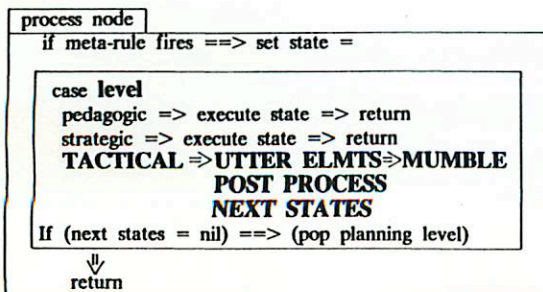 process node
if meta-rule fires ==> set state =
case level
pedagogic => execute state => return
strategic => execute state => return
TACTICAL => UTTER ELMTS => MUMBLE
POST PROCESS
NEXT STATES
If (next states = nil) ==> (pop planning level)
return